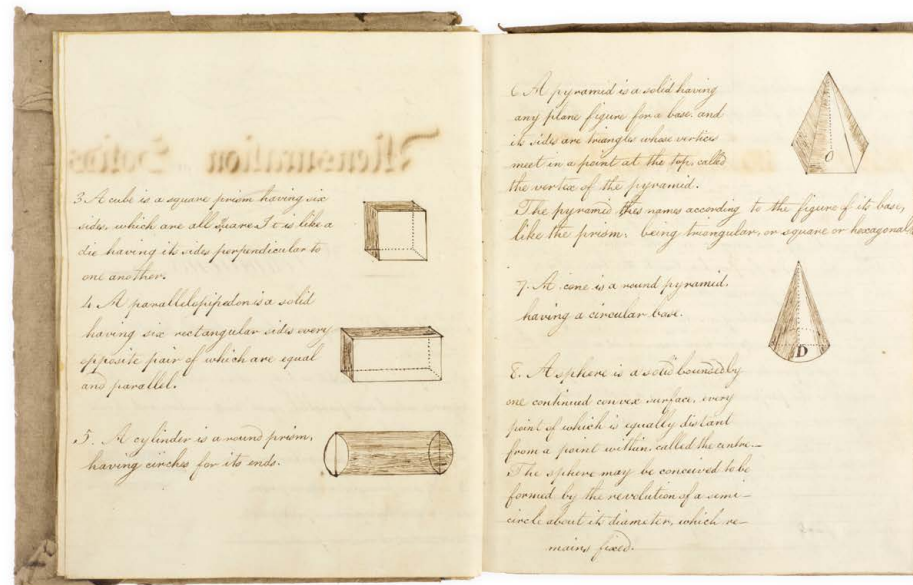 3. A cube is a square prism having six
sides, which are all squares It is like a
die having its sides perpendicular to
one another.
4. A parallelopipedon is a solid
having six rectangular sides every
opposite pair of which are equal
and parallel.
5. A cylinder is a round prism,
having circles for its ends.
6. A pyramid is a solid having
any plane figure for a base, and
its sides are triangles whose vertices
meet in a point at the top, called
the vertex of the pyramid.
The pyramid this names according to the figure of its base,
like the prism; being triangular, or square or hexagonal,
O
7. A cone is a round pyramid,
having a circular base.
D
8. A sphere is a solid bounded by
one continued convex surface, every
point of which is equally distant
from a point within, called the centre.—
The sphere may be conceived to be
formed by the revolution of a semi-
circle about its diameter, which re-
mains fixed.